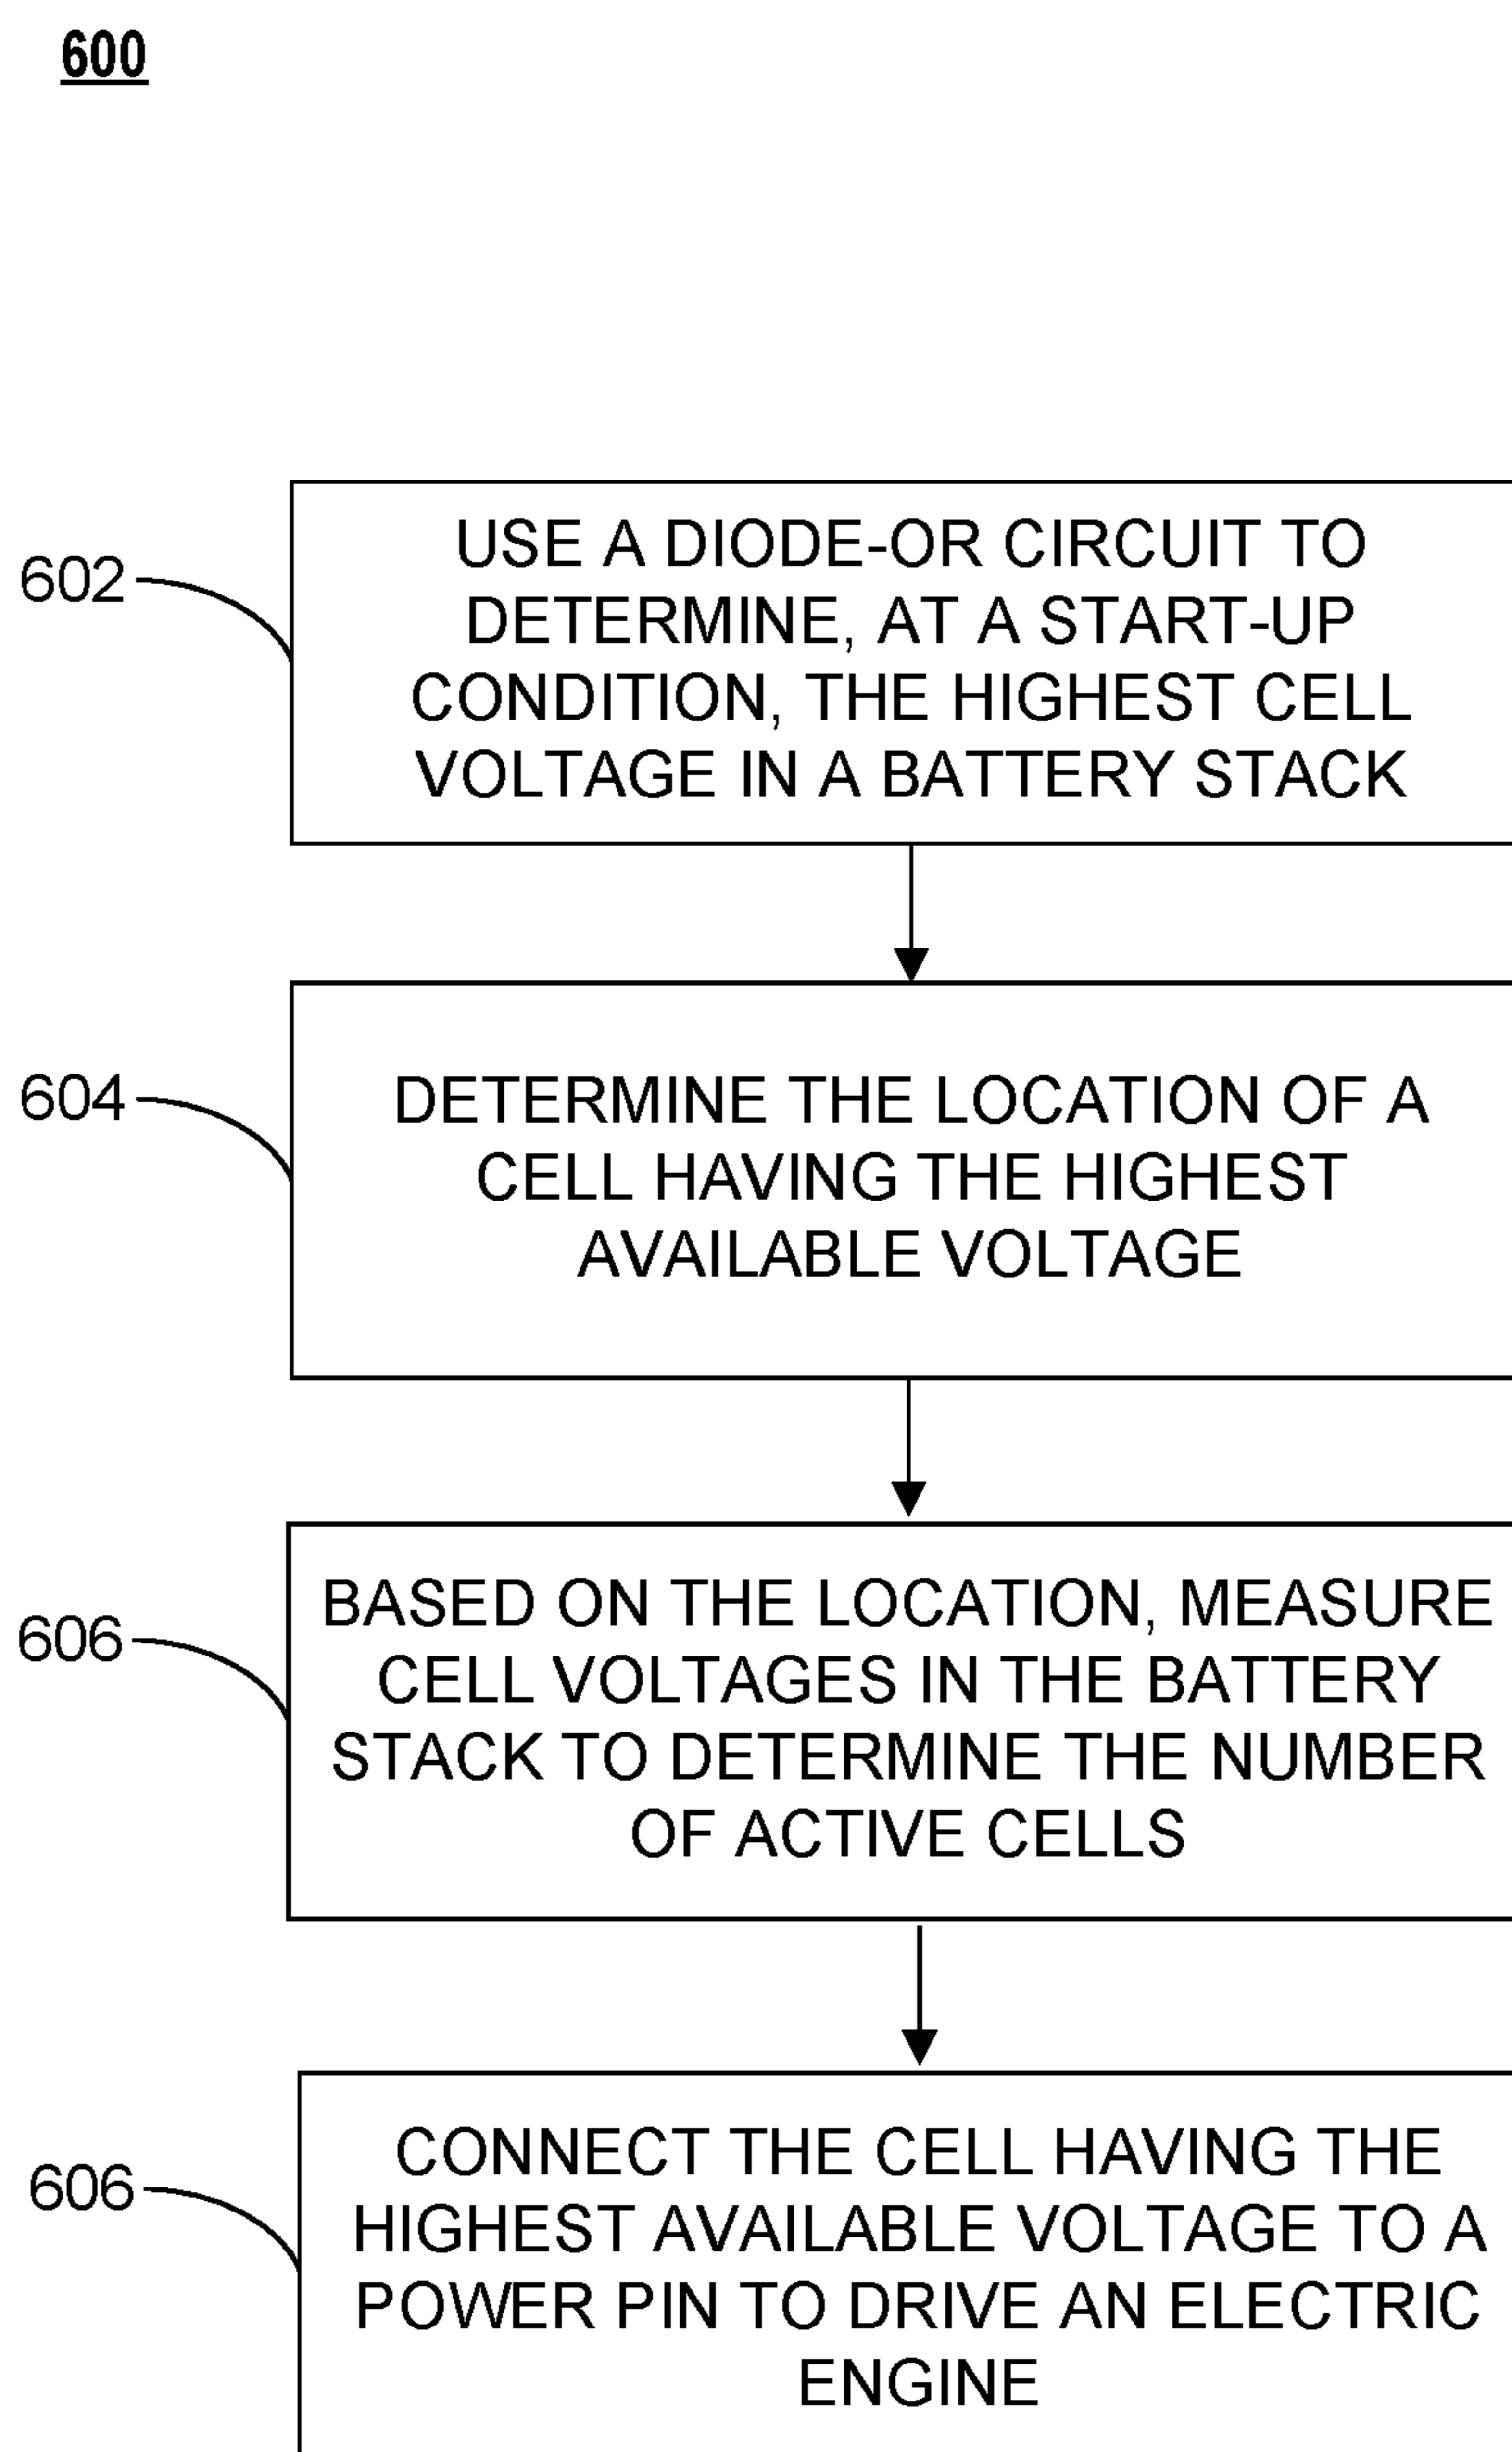 600
602
USE A DIODE-OR CIRCUIT TO
DETERMINE, AT A START-UP
CONDITION, THE HIGHEST CELL
VOLTAGE IN A BATTERY STACK
604
DETERMINE THE LOCATION OF A
CELL HAVING THE HIGHEST
AVAILABLE VOLTAGE
606
BASED ON THE LOCATION, MEASURE
CELL VOLTAGES IN THE BATTERY
STACK TO DETERMINE THE NUMBER
OF ACTIVE CELLS
606
CONNECT THE CELL HAVING THE
HIGHEST AVAILABLE VOLTAGE TO A
POWER PIN TO DRIVE AN ELECTRIC
ENGINE